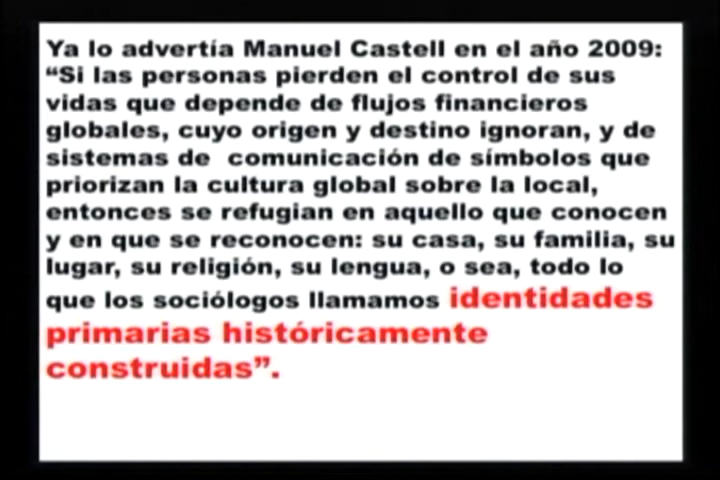 Ya lo advertía Manuel Castell en el año 2009:
“Si las personas pierden el control de sus
vidas que depende de flujos financieros
globales, cuyo origen y destino ignoran, y de
sistemas de  comunicación de símbolos que
priorizan la cultura global sobre la local,
entonces se refugian en aquello que conocen
y en que se reconocen: su casa, su familia, su
lugar, su religión, su lengua, o sea, todo lo
que los sociólogos llamamos identidades
primarias históricamente
construidas”.